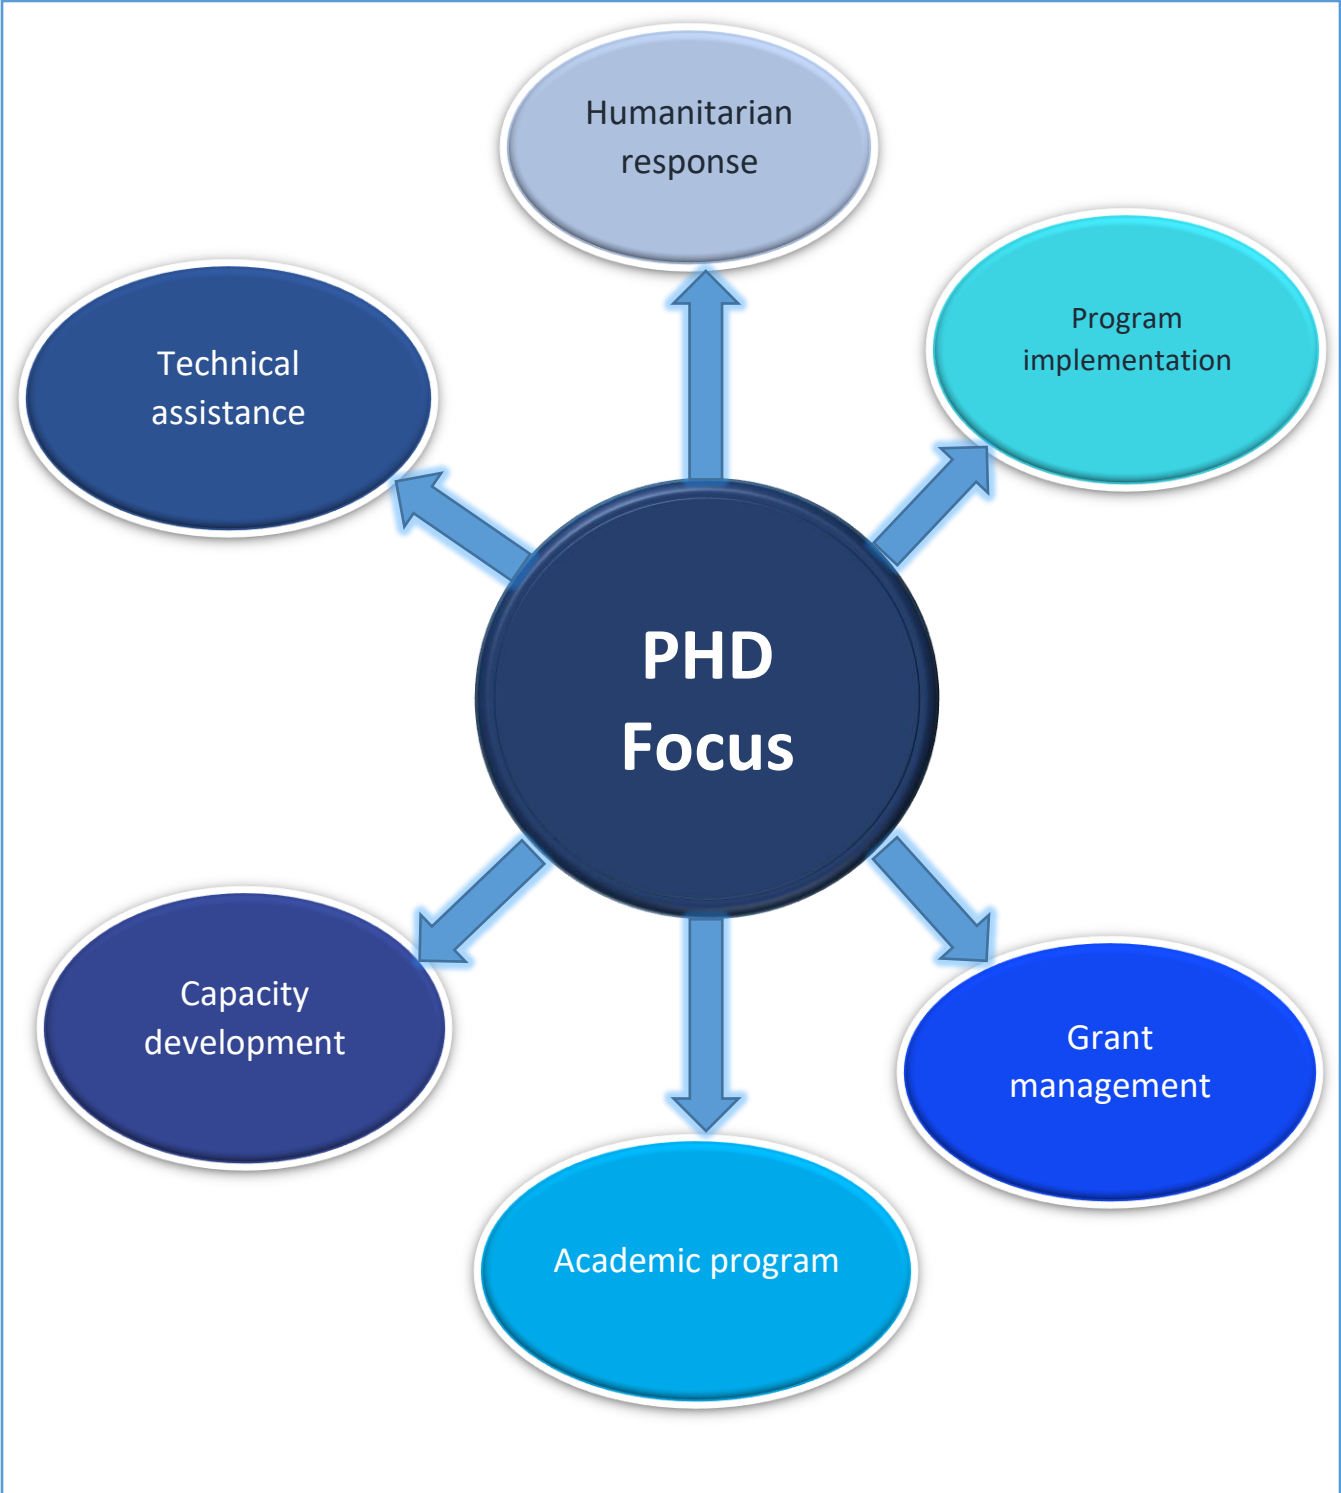 Humanitarian
response
Program
implementation
Technical
assistance
PHD
Focus
Capacity
development
Grant
management
Academic program